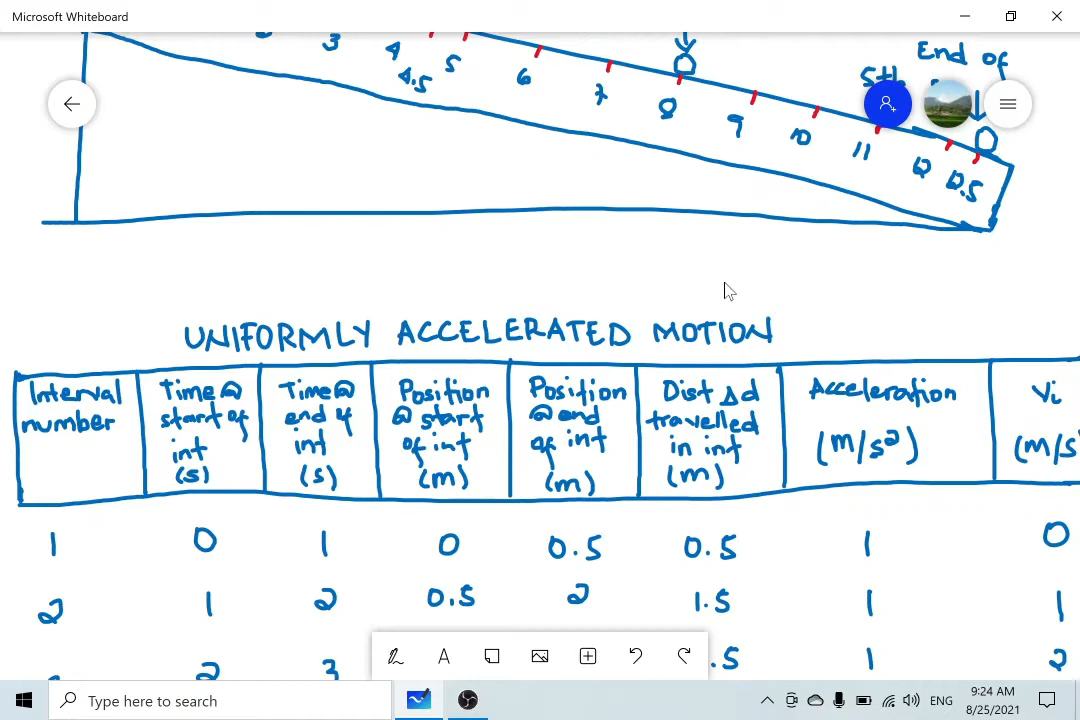 Microsoft Whiteboard
End of
5th
3
4
4.5
5
6
7
8
9
10
11
12
12.5
UNIFORMLY ACCELERATED MOTION
Interval number
Time @ start of int (s)
Time @ end of int (s)
Position @ start of int (m)
Position @ end of int (m)
Dist Δd travelled in int (m)
Acceleration (m/s²)
Vi (m/s
1 0 1 0 0.5 0.5 1 0
2 1 2 0.5 2 1.5 1 1
2 3 .5 1 2
Type here to search
ENG
9:24 AM
8/25/2021